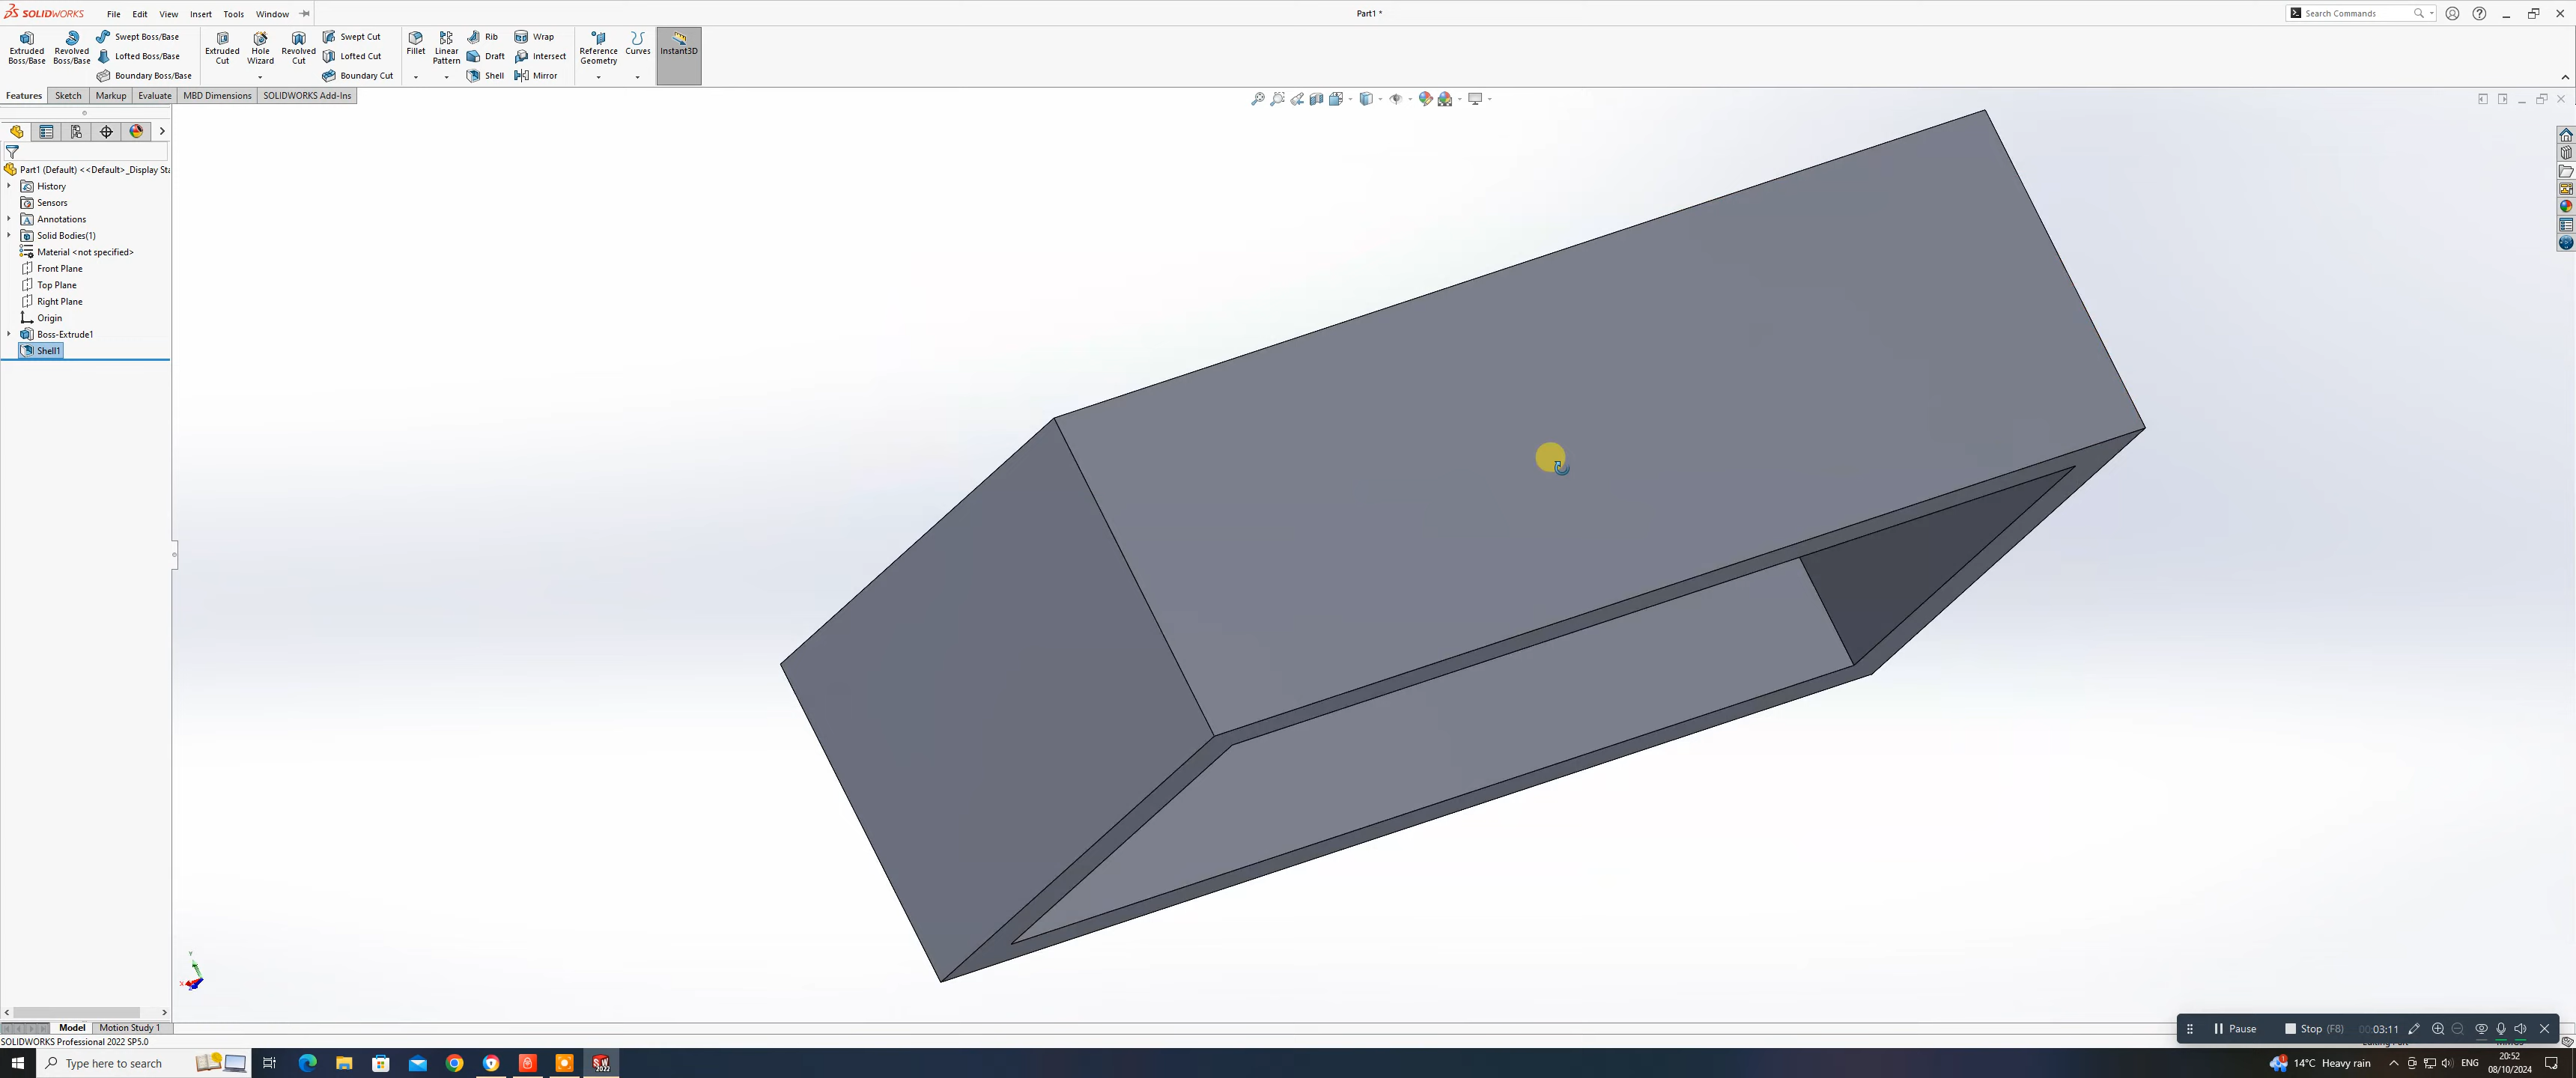 SOLIDWORKS File Edit View Insert Tools Window Part1 * Search Commands
Extruded Boss/Base
Revolved Boss/Base
Swept Boss/Base
Lofted Boss/Base
Boundary Boss/Base
Extruded Cut
Hole Wizard
Revolved Cut
Swept Cut
Lofted Cut
Boundary Cut
Fillet
Linear Pattern
Rib
Draft
Shell
Wrap
Intersect
Mirror
Reference Geometry
Curves
Instant3D
Features Sketch Markup Evaluate MBD Dimensions SOLIDWORKS Add-Ins
Part1 (Default) <<Default>_Display Sta
History
Sensors
Annotations
Solid Bodies(1)
Material <not specified>
Front Plane
Top Plane
Right Plane
Origin
Boss-Extrude1
Shell1
Model Motion Study 1
Pause Stop (F8) 00:03:11
SOLIDWORKS Professional 2022 SP5.0
Type here to search
14°C Heavy rain ENG
20:52
08/10/2024